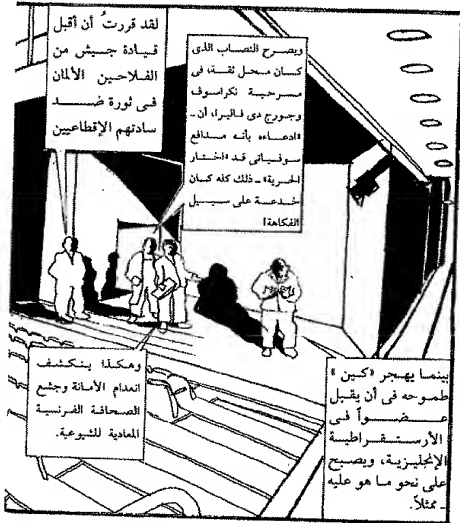 لقد قررتُ أن أقبل
قيادة جيش من
الفلاحين الألمان
فى ثورة ضد
سادتهم الإقطاعيين
ويصرح النصاب الذى
كان محل ثقة، فى
مسرحية نكراسوف
وجورج دى فاليرا، أن -
«ادعاءه بأنه مدافع
سوفياتى قد «اختار
الحرية» - ذلك كله كان
خدعة على سبيل
الفكاهة!
وهكذا ينكشف
انعدام الأمانة وجشع
الصحافة الفرنسية
المعادية للشيوعية.
بينما يهجر «كين»
طموحه فى أن يقبل
عضواً فى
الأرستقراطية
الإنجليزية، ويصبح
على نحو ما هو عليه
- ممثلاً.